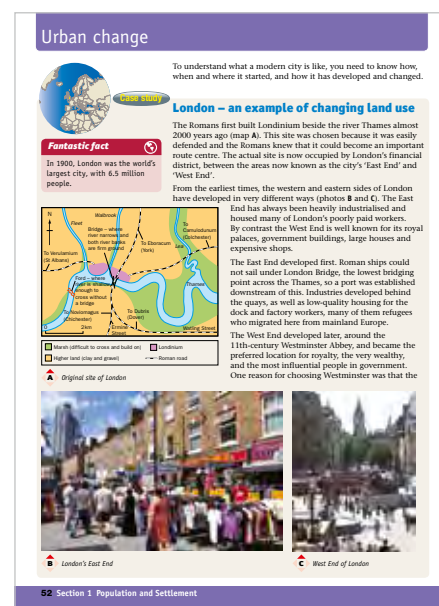 Urban change
To understand what a modern city is like, you need to know how,
when and where it started, and how it has developed and changed.
Case study
London – an example of changing land use
The Romans first built Londinium beside the river Thames almost
2000 years ago (map A). This site was chosen because it was easily
defended and the Romans knew that it could become an important
route centre. The actual site is now occupied by London's financial
district, between the areas now known as the city's 'East End' and
'West End'.
Fantastic fact
In 1900, London was the world's
largest city, with 6.5 million
people.
From the earliest times, the western and eastern sides of London
have developed in very different ways (photos B and C). The East
End has always been heavily industrialised and
housed many of London's poorly paid workers.
By contrast the West End is well known for its royal
palaces, government buildings, large houses and
expensive shops.
The East End developed first. Roman ships could
not sail under London Bridge, the lowest bridging
point across the Thames, so a port was established
downstream of this. Industries developed behind
the quays, as well as low-quality housing for the
dock and factory workers, many of them refugees
who migrated here from mainland Europe.
The West End developed later, around the
11th-century Westminster Abbey, and became the
preferred location for royalty, the very wealthy,
and the most influential people in government.
One reason for choosing Westminster was that the
N
Walbrook
Fleet
Bridge – where
river narrows and
both river banks
are firm ground
To
Camulodunum
(Colchester)
To Eboracum
(York)
Lea
To Verulamium
(St Albans)
Ford – where
river is shallow
enough to
cross without
a bridge
Thames
To Noviomagus
(Chichester)
To Dubris
(Dover)
0 2km
Ermine
Street
Watling Street
Marsh (difficult to cross and build on)
Londinium
Higher land (clay and gravel)
Roman road
A Original site of London
B London's East End
C West End of London
52 Section 1 Population and Settlement